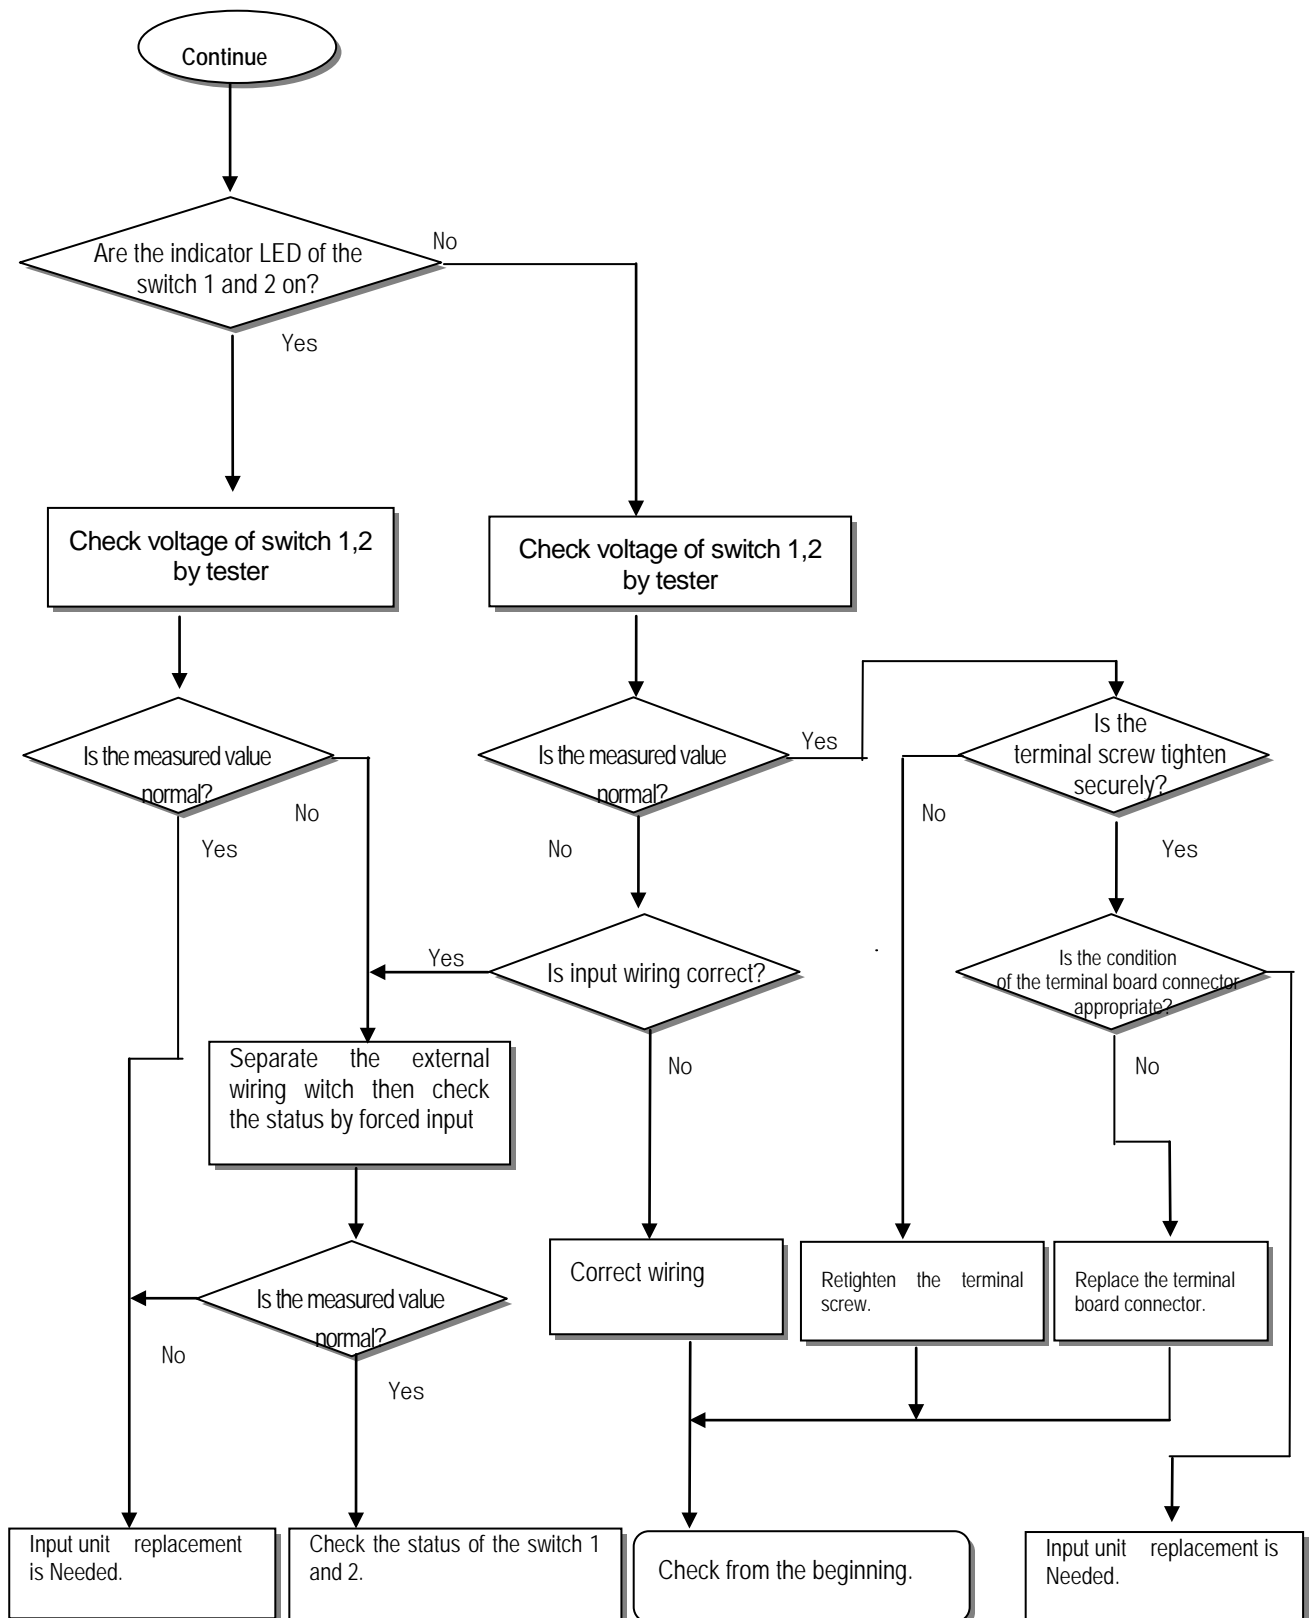 Continue
Are the indicator LED of the
switch 1 and 2 on?
No
Yes
Check voltage of switch 1,2
by tester
Check voltage of switch 1,2
by tester
Is the measured value
normal?
No
Yes
Is the measured value
normal?
Yes
No
Is the
terminal screw tighten
securely?
No
Yes
Yes
Is input wiring correct?
No
Is the condition
of the terminal board connector
appropriate?
No
Separate the external
wiring witch then check
the status by forced input
Is the measured value
normal?
No
Yes
Correct wiring
Retighten the terminal
screw.
Replace the terminal
board connector.
Input unit replacement
is Needed.
Check the status of the switch 1
and 2.
Check from the beginning.
Input unit replacement is
Needed.